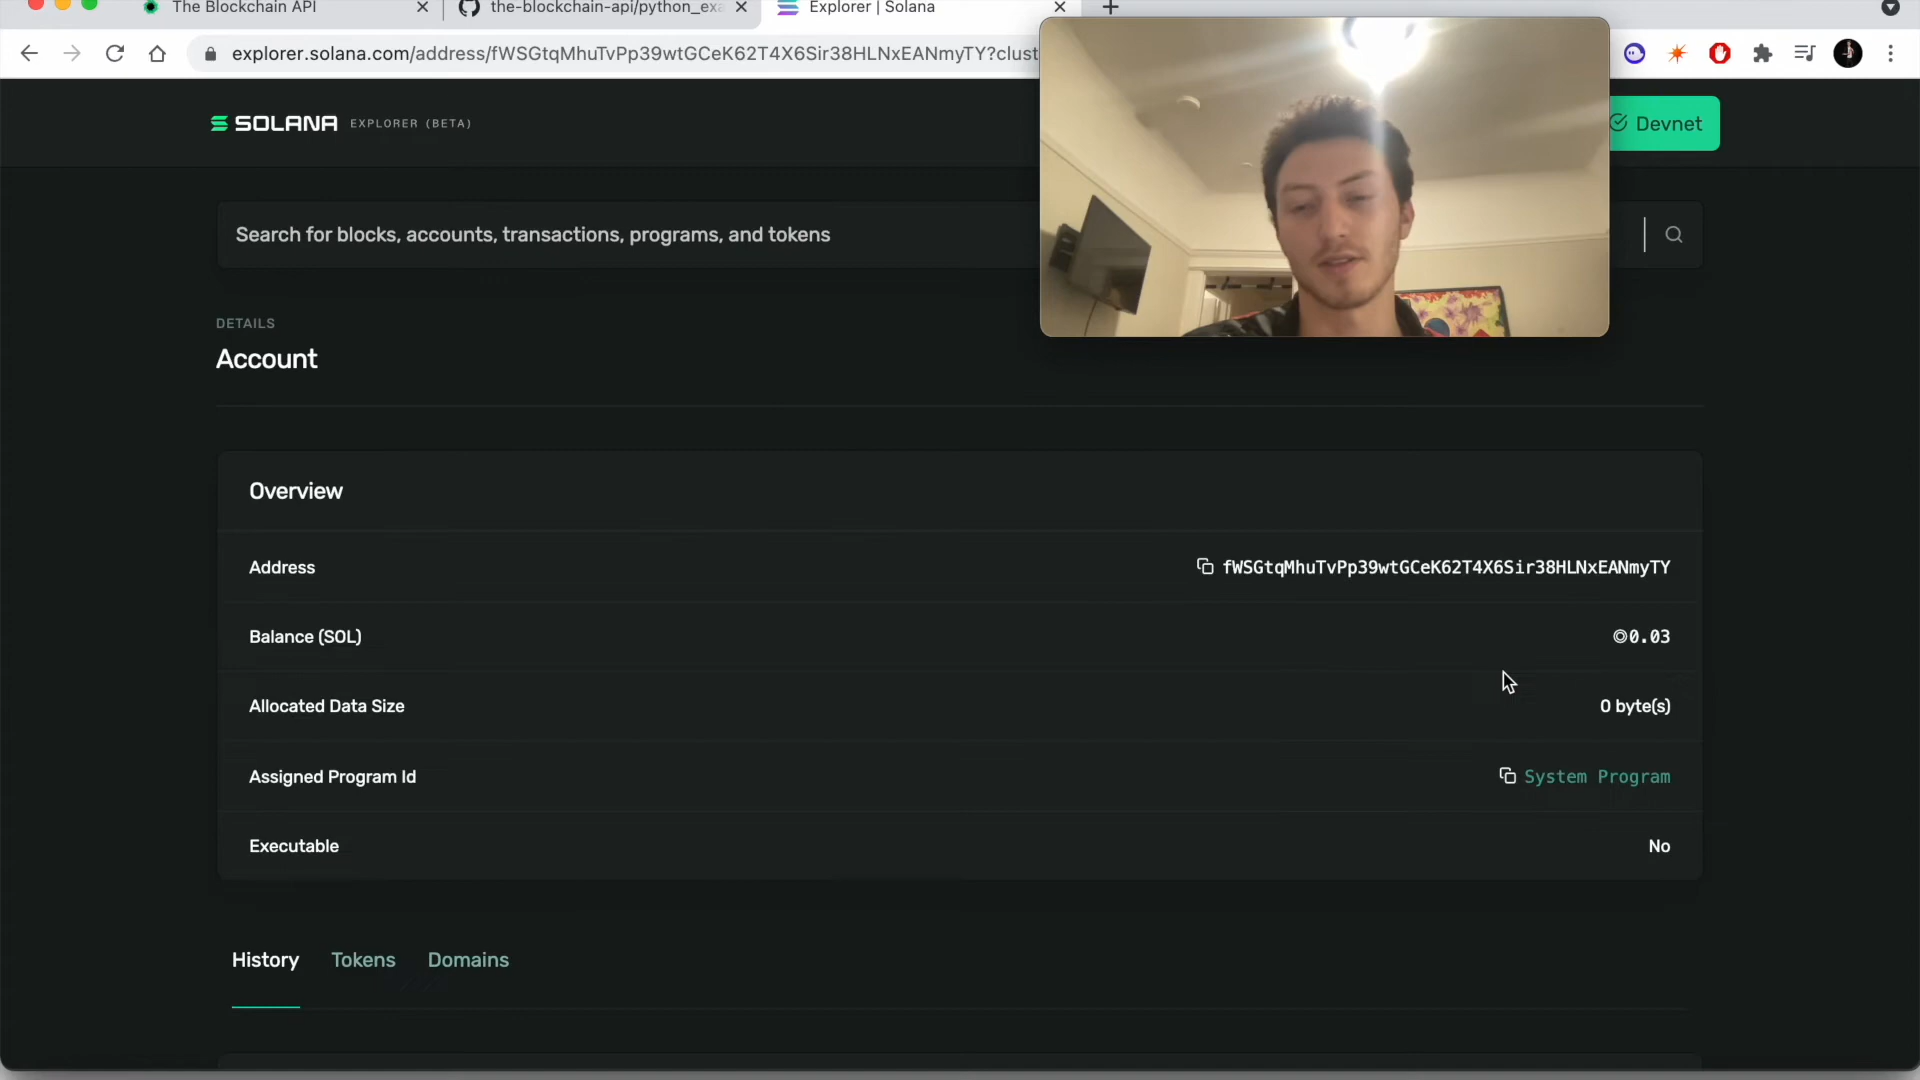 The Blockchain API
the-blockchain-api/python_exa
Explorer | Solana
explorer.solana.com/address/fWSGtqMhuTvPp39wtGCeK62T4X6Sir38HLNxEANmyTY?clust
SOLANA EXPLORER (BETA)
Devnet
Search for blocks, accounts, transactions, programs, and tokens
DETAILS
Account
Overview
Address fWSGtqMhuTvPp39wtGCeK62T4X6Sir38HLNxEANmyTY
Balance (SOL) ◎0.03
Allocated Data Size 0 byte(s)
Assigned Program Id System Program
Executable No
History Tokens Domains